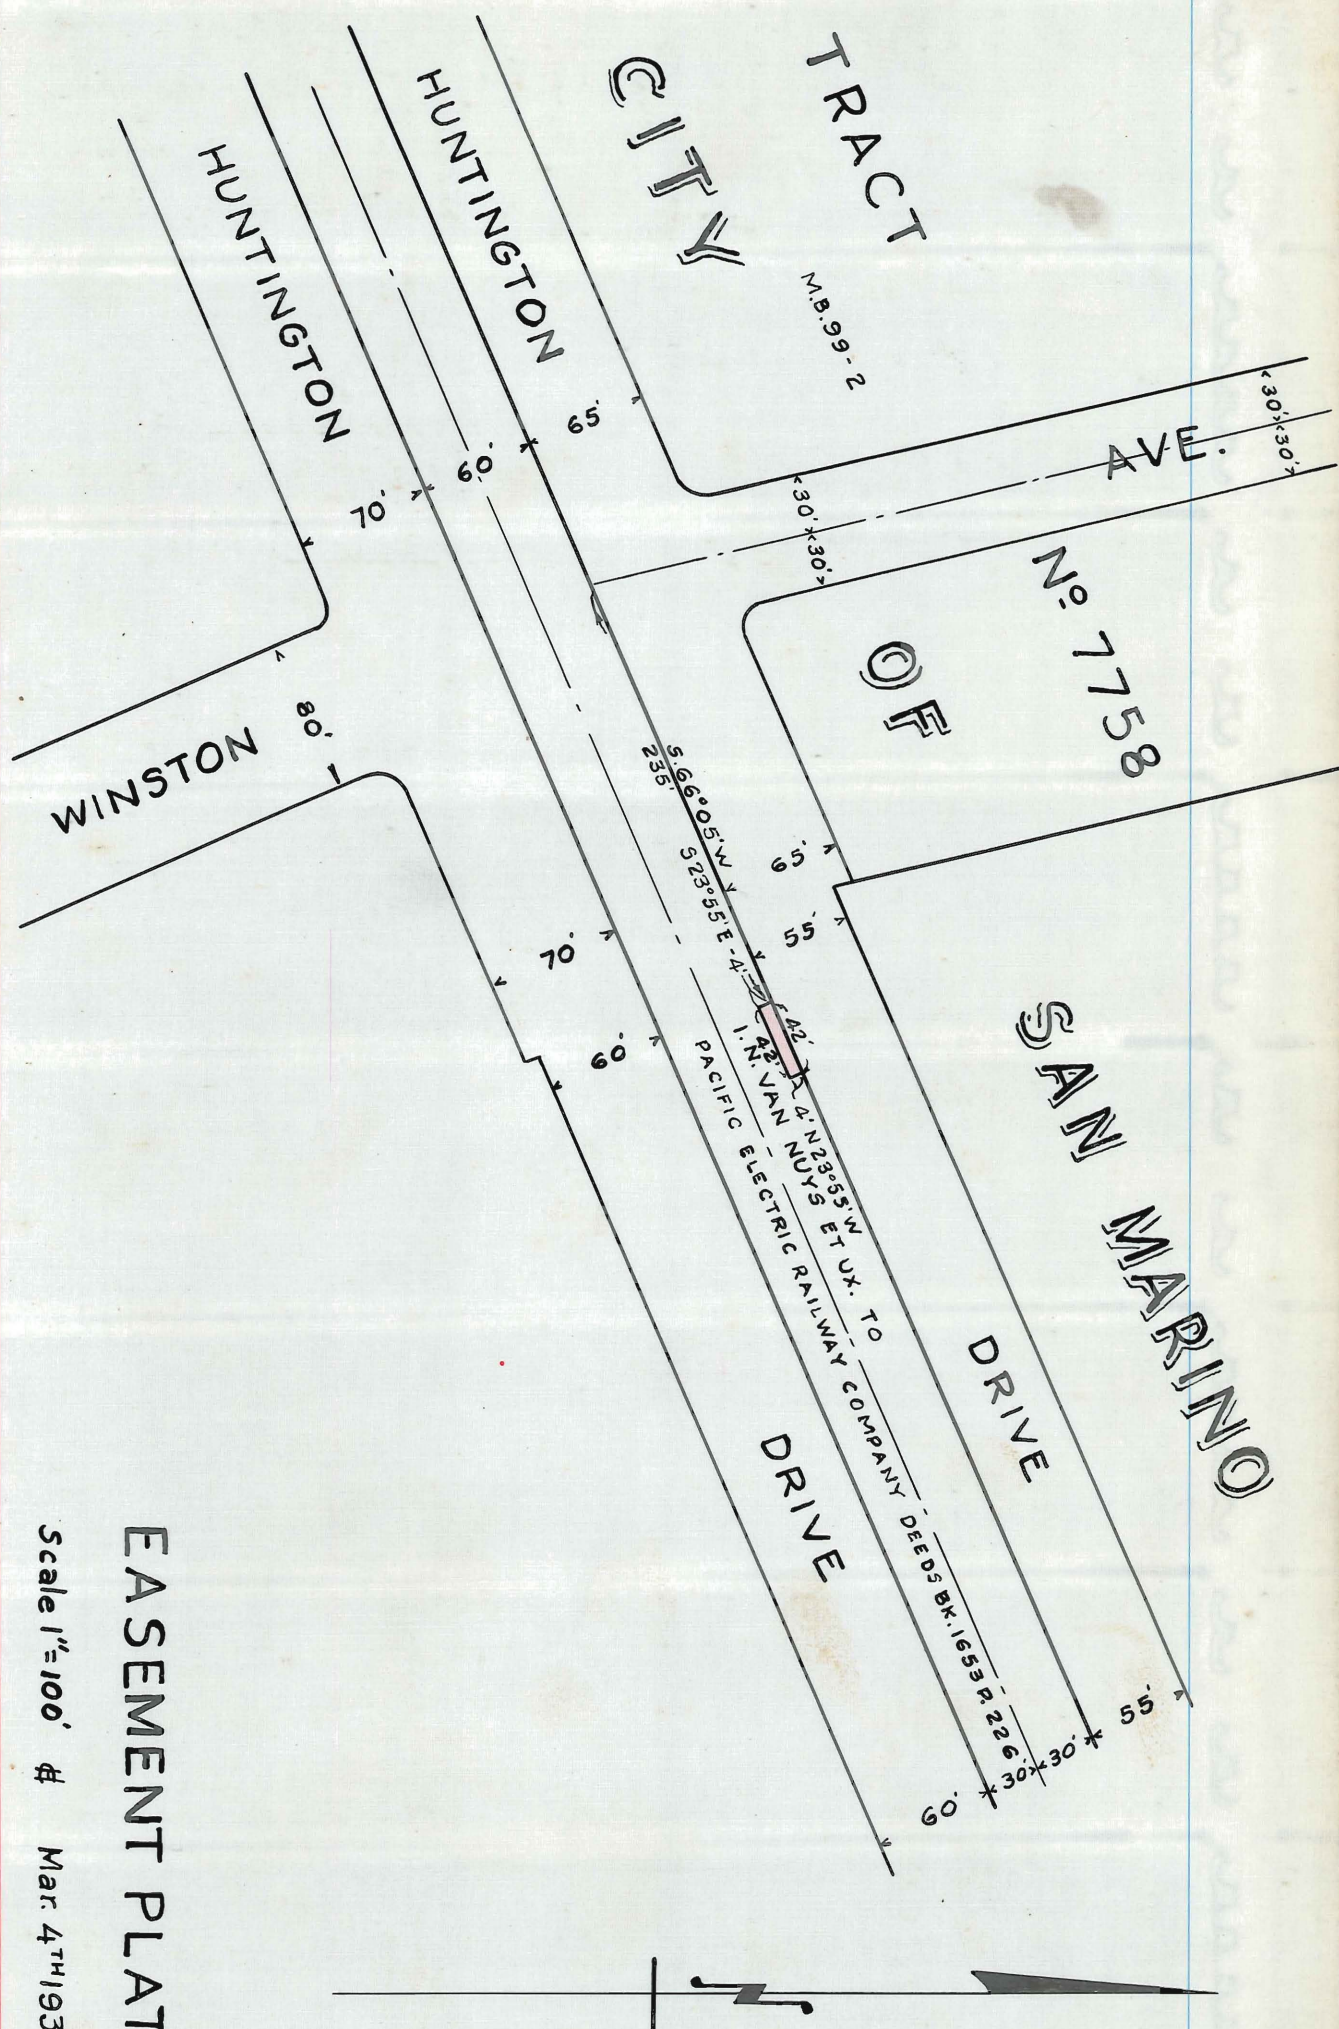 TRACT No 7758
M.B.99-2
CITY OF SAN MARINO
HUNTINGTON DRIVE
HUNTINGTON DRIVE
WINSTON AVE.
30' 30'
30' 30'
65'
60'
70'
80'
S.66°05'W
235'
S23°55'E-4'
42'
42'
4' N23°55'W
65'
55'
70'
60'
I.N. VAN NUYS ET UX. TO
PACIFIC ELECTRIC RAILWAY COMPANY DEEDS BK.1653 P.226
55'
30' 30'
60'
EASEMENT PLAT
Scale 1"=100' Mar. 4TH 193